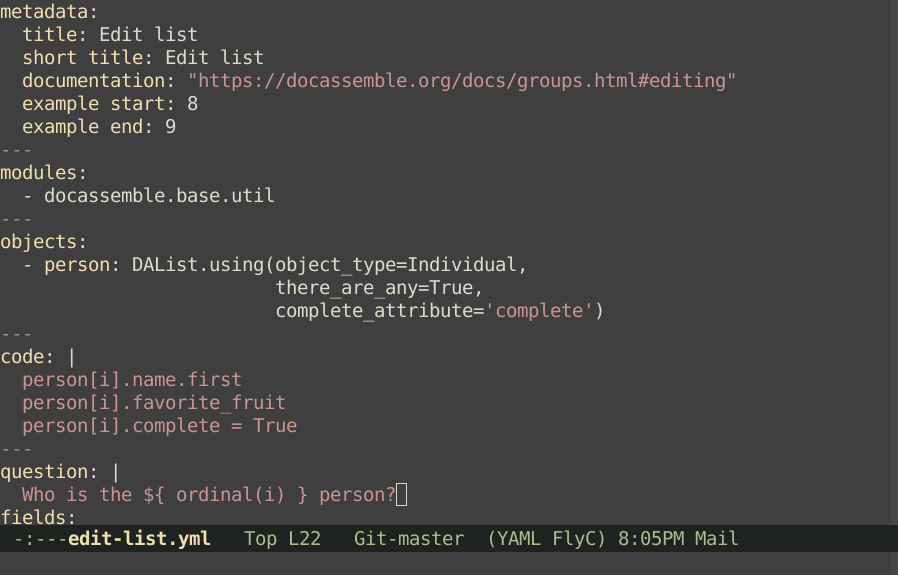 metadata:
  title: Edit list
  short title: Edit list
  documentation: "https://docassemble.org/docs/groups.html#editing"
  example start: 8
  example end: 9
---
modules:
  - docassemble.base.util
---
objects:
  - person: DAList.using(object_type=Individual,
                         there_are_any=True,
                         complete_attribute='complete')
---
code: |
  person[i].name.first
  person[i].favorite_fruit
  person[i].complete = True
---
question: |
  Who is the ${ ordinal(i) } person?
fields:
 -:---edit-list.yml   Top L22   Git-master  (YAML FlyC) 8:05PM Mail